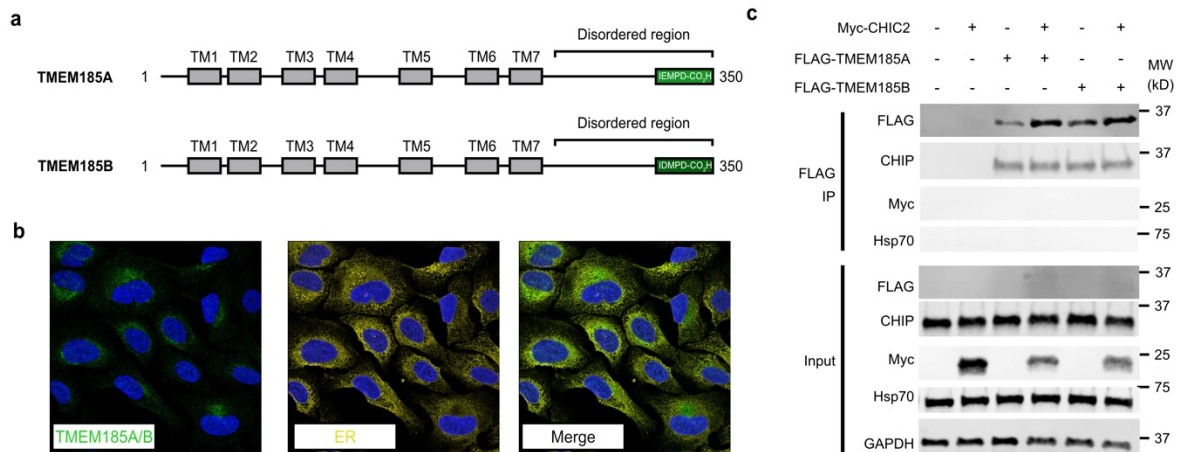 a
Disordered region
TM1 TM2 TM3 TM4 TM5 TM6 TM7
TMEM185A 1 IEMPD-CO₂H 350
Disordered region
TM1 TM2 TM3 TM4 TM5 TM6 TM7
TMEM185B 1 IDMPD-CO₂H 350
b
TMEM185A/B ER Merge
c
Myc-CHIC2 - + - + - +
FLAG-TMEM185A - - + + - -
FLAG-TMEM185B - - - - + +
MW
(kD)
FLAG 37
CHIP 37
FLAG
IP
Myc 25
Hsp70 75
FLAG 37
CHIP 37
Input
Myc 25
Hsp70 75
GAPDH 37